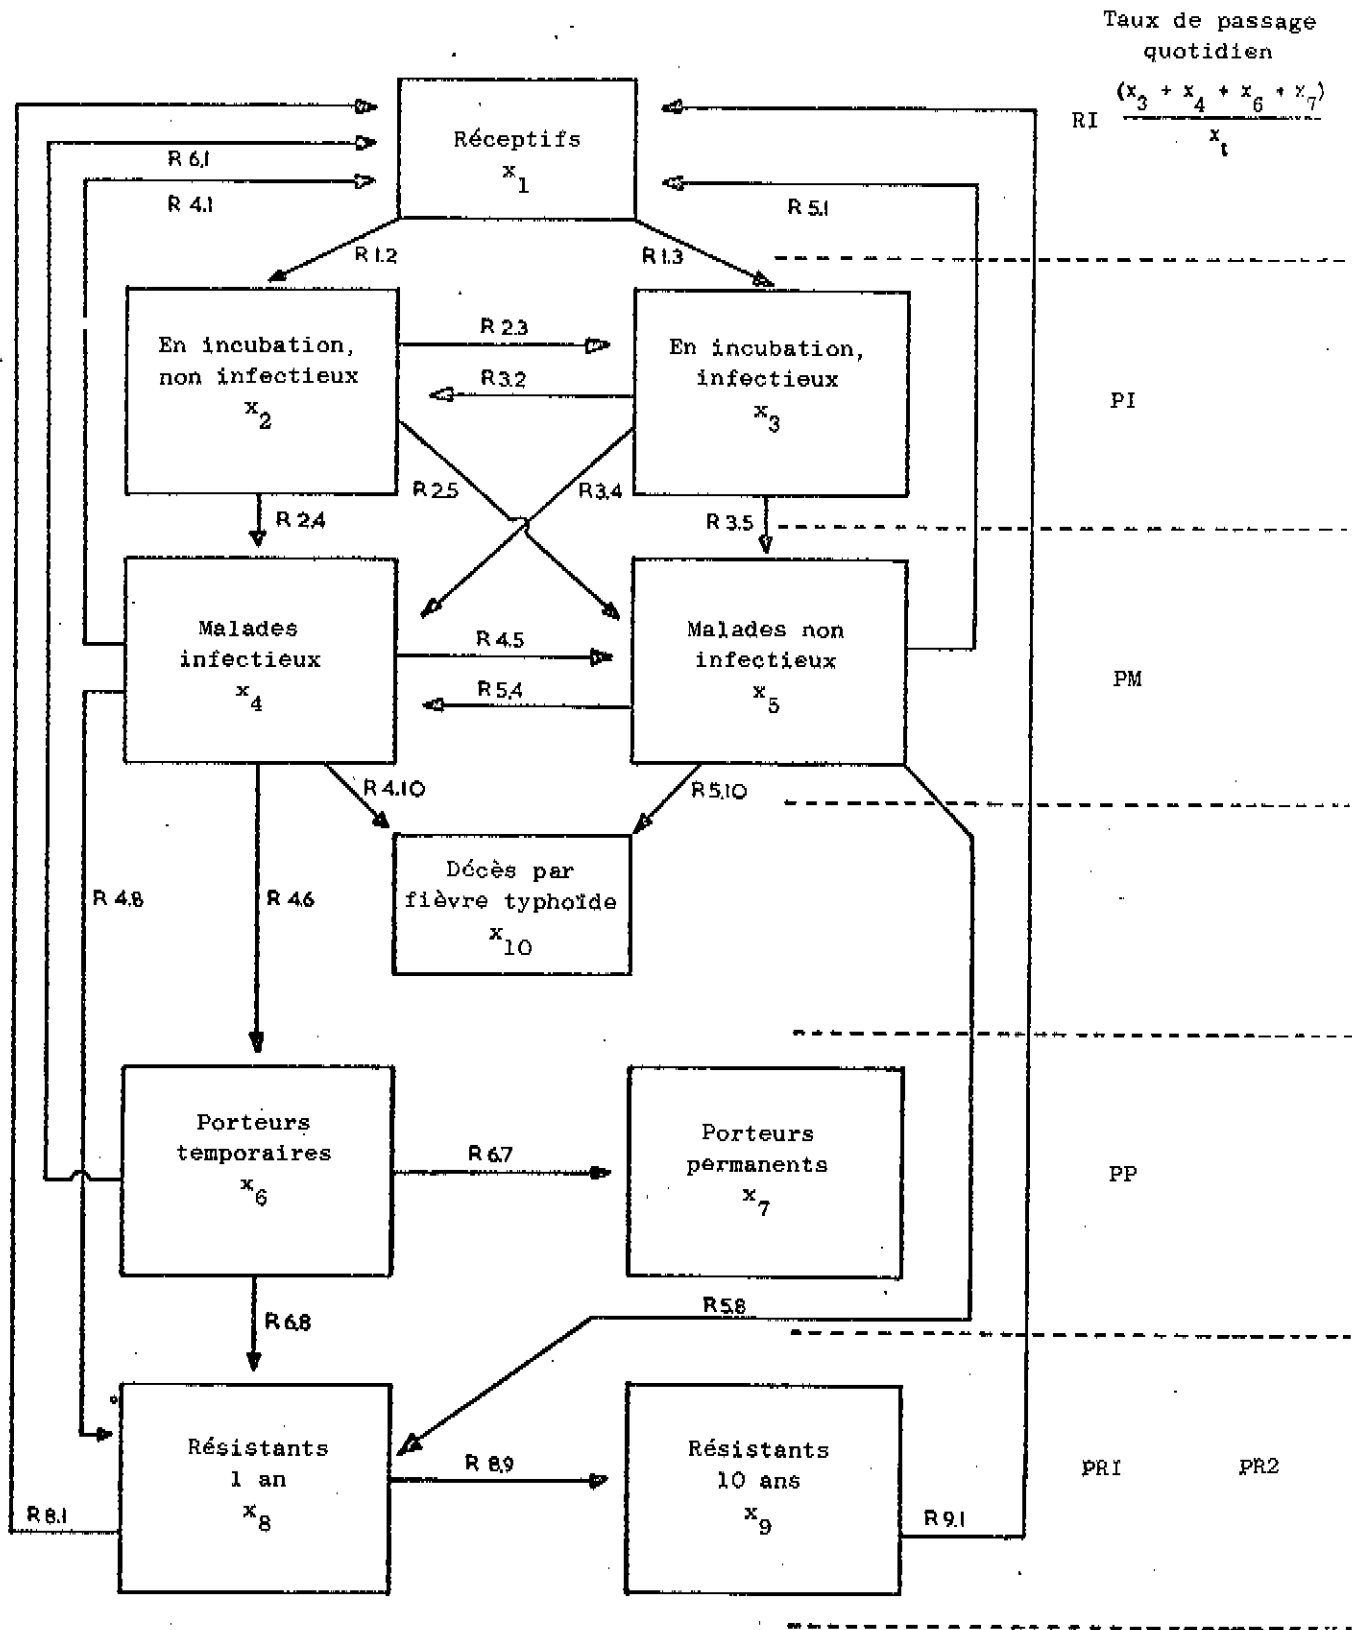 Taux de passage
quotidien
RI (x3 + x4 + x6 + x7)
xt
Réceptifs
x1
R 6.1
R 4.1
R 5.1
R 1.2
R 1.3
En incubation,
non infectieux
x2
R 2.3
R 3.2
En incubation,
infectieux
x3
PI
R 2.5
R 3.4
R 2.4
R 3.5
Malades
infectieux
x4
R 4.5
R 5.4
Malades non
infectieux
x5
PM
R 4.10
R 5.10
Décès par
fièvre typhoïde
x10
R 4.8
R 4.6
Porteurs
temporaires
x6
R 6.7
Porteurs
permanents
x7
PP
R 6.8
R 5.8
Résistants
1 an
x8
R 8.9
Résistants
10 ans
x9
PR1 PR2
R 8.1
R 9.1